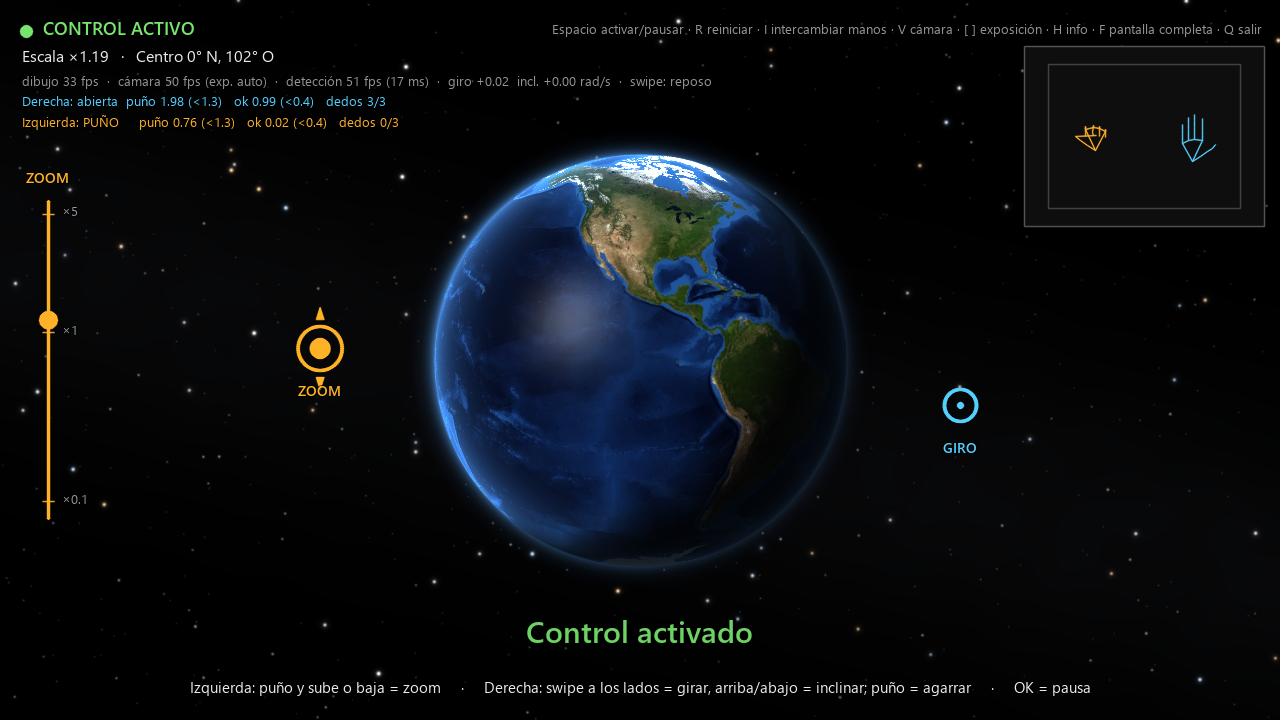 CONTROL ACTIVO
Espacio activar/pausar · R reiniciar · I intercambiar manos · V cámara · [ ] exposición · H info · F pantalla completa · Q salir
Escala ×1.19 · Centro 0° N, 102° O
dibujo 33 fps · cámara 50 fps (exp. auto) · detección 51 fps (17 ms) · giro +0.02 incl. +0.00 rad/s · swipe: reposo
Derecha: abierta puño 1.98 (<1.3) ok 0.99 (<0.4) dedos 3/3
Izquierda: PUÑO puño 0.76 (<1.3) ok 0.02 (<0.4) dedos 0/3
ZOOM
×5
×1
×0.1
ZOOM
GIRO
Control activado
Izquierda: puño y sube o baja = zoom · Derecha: swipe a los lados = girar, arriba/abajo = inclinar; puño = agarrar · OK = pausa